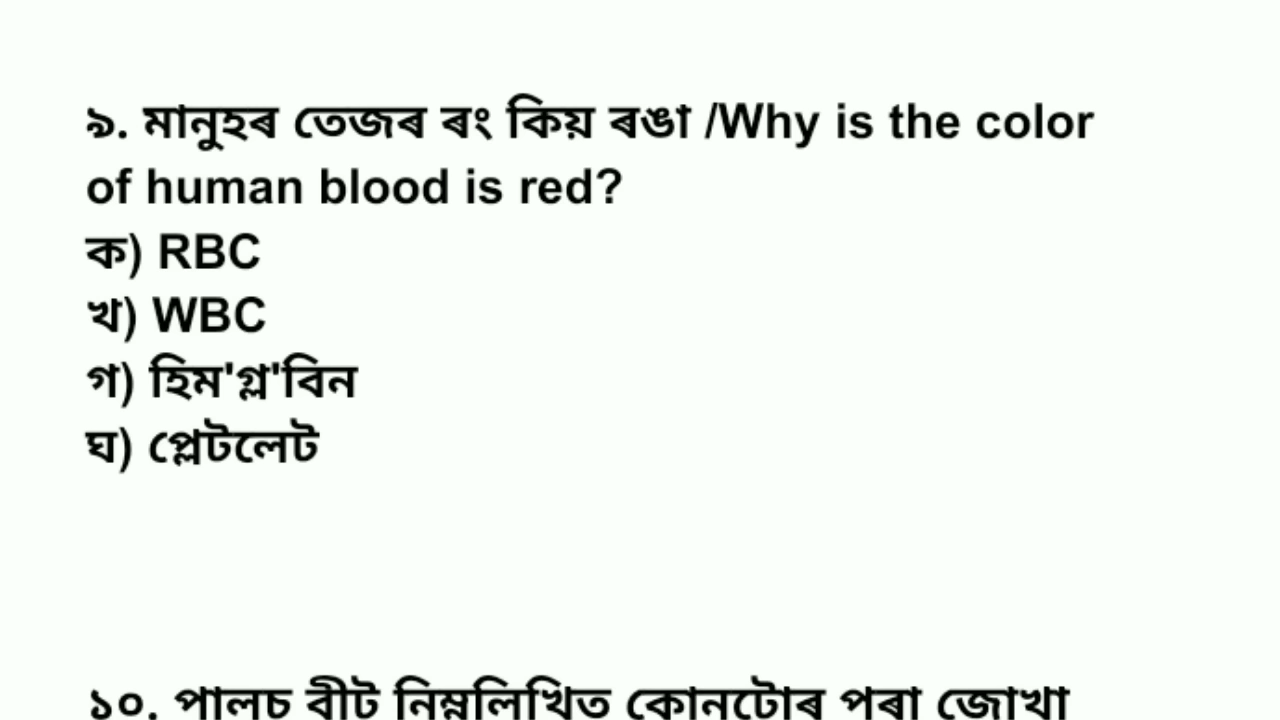 ৯. মানুহৰ তেজৰ ৰং কিয় ৰঙা /Why is the color
of human blood is red?
ক) RBC
খ) WBC
গ) হিম'গ্ল'বিন
ঘ) প্লেটলেট
১০. পালচ বীট নিম্নলিখিত কোনটোৰ পৰা জোখা